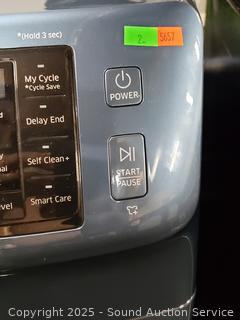 *(Hold 3 sec)
2
5657
My Cycle
*Cycle Save
POWER
Delay End
Self Clean+
START
PAUSE
Smart Care
Copyright 2025 - Sound Auction Service